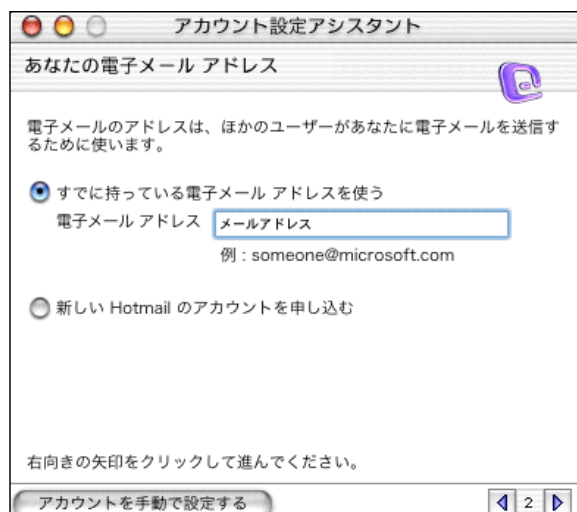 アカウント設定アシスタント
あなたの電子メール アドレス
電子メールのアドレスは、ほかのユーザーがあなたに電子メールを送信す
るために使います。
すでに持っている電子メール アドレスを使う
電子メール アドレス メールアドレス
例 : someone@microsoft.com
新しい Hotmail のアカウントを申し込む
右向きの矢印をクリックして進んでください。
アカウントを手動で設定する 2